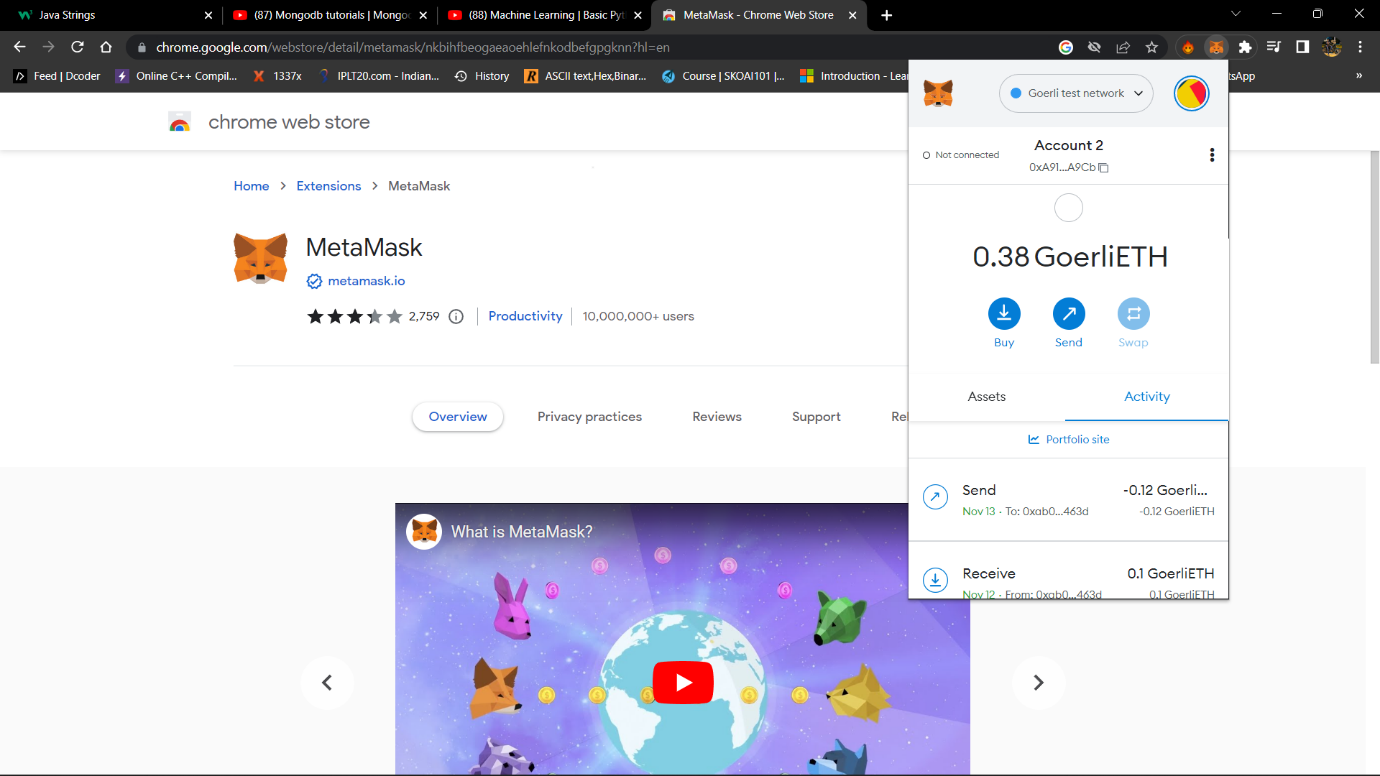 Java Strings
(87) Mongodb tutorials | Mongo
(88) Machine Learning | Basic Pyt
MetaMask - Chrome Web Store
chrome.google.com/webstore/detail/metamask/nkbihfbeogaeaoehlefnkodbefgpgknn?hl=en
Feed | Dcoder
Online C++ Compil...
1337x
IPLT20.com - Indian...
History
ASCII text,Hex,Binar...
Course | SKOAI101 |...
Introduction - Lear
sApp
»
chrome web store
Home > Extensions > MetaMask
MetaMask
metamask.io
2,759
Productivity
10,000,000+ users
Overview
Privacy practices
Reviews
Support
Rel
What is MetaMask?
Goerli test network
Not connected
Account 2
0xA91...A9Cb
0.38 GoerliETH
Buy
Send
Swap
Assets
Activity
Portfolio site
Send
-0.12 Goerli...
Nov 13 · To: 0xab0...463d
-0.12 GoerliETH
Receive
0.1 GoerliETH
Nov 12 · From: 0xab0...463d
0.1 GoerliETH